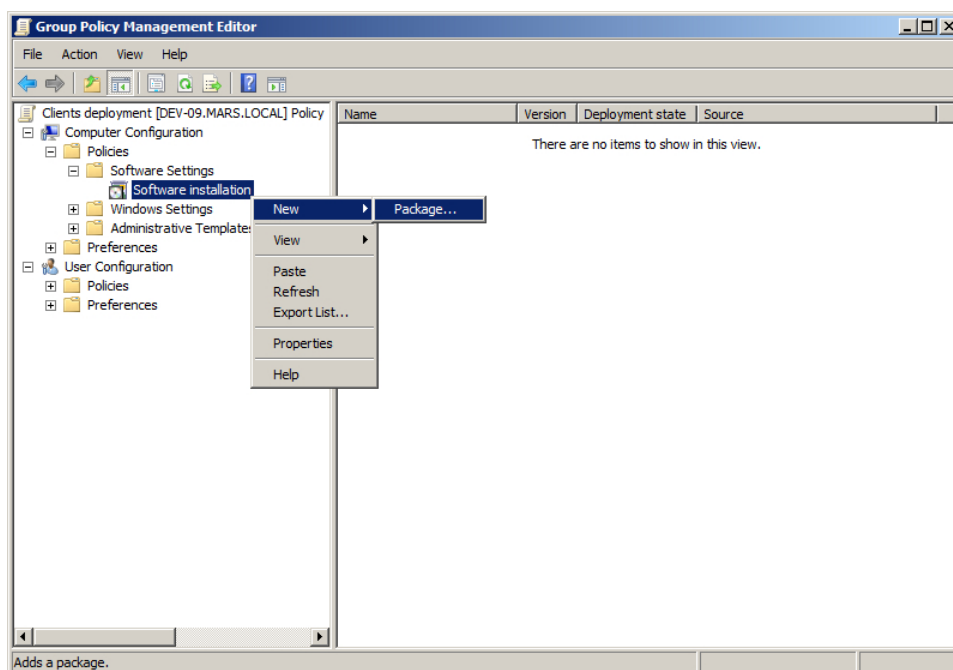 Group Policy Management Editor
File Action View Help
Clients deployment [DEV-09.MARS.LOCAL] Policy
Computer Configuration
Policies
Software Settings
Software installation
Windows Settings
Administrative Templates
Preferences
User Configuration
Policies
Preferences
Name Version Deployment state Source
There are no items to show in this view.
New
Package...
View
Paste
Refresh
Export List...
Properties
Help
Adds a package.